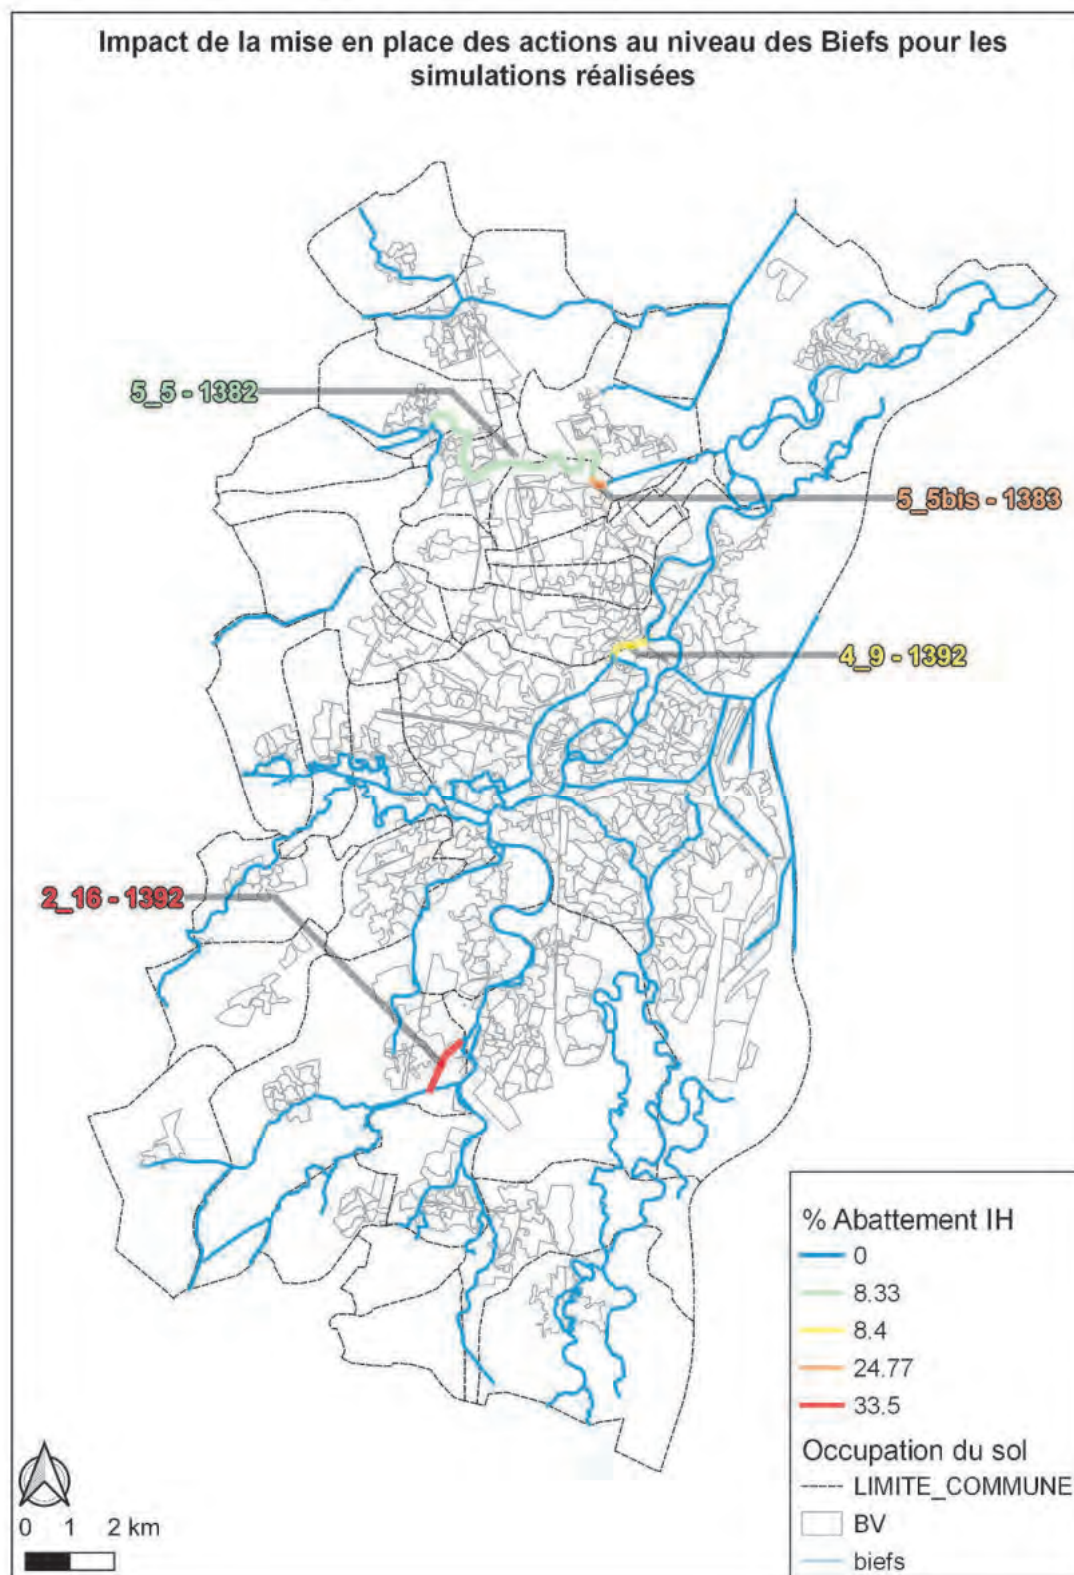 Impact de la mise en place des actions au niveau des Biefs pour les
simulations réalisées
5_5 - 1382
5_5bis - 1383
4_9 - 1392
2_16 - 1392
% Abattement IH
0
8.33
8.4
24.77
33.5
Occupation du sol
LIMITE_COMMUNE
BV
biefs
0 1 2 km